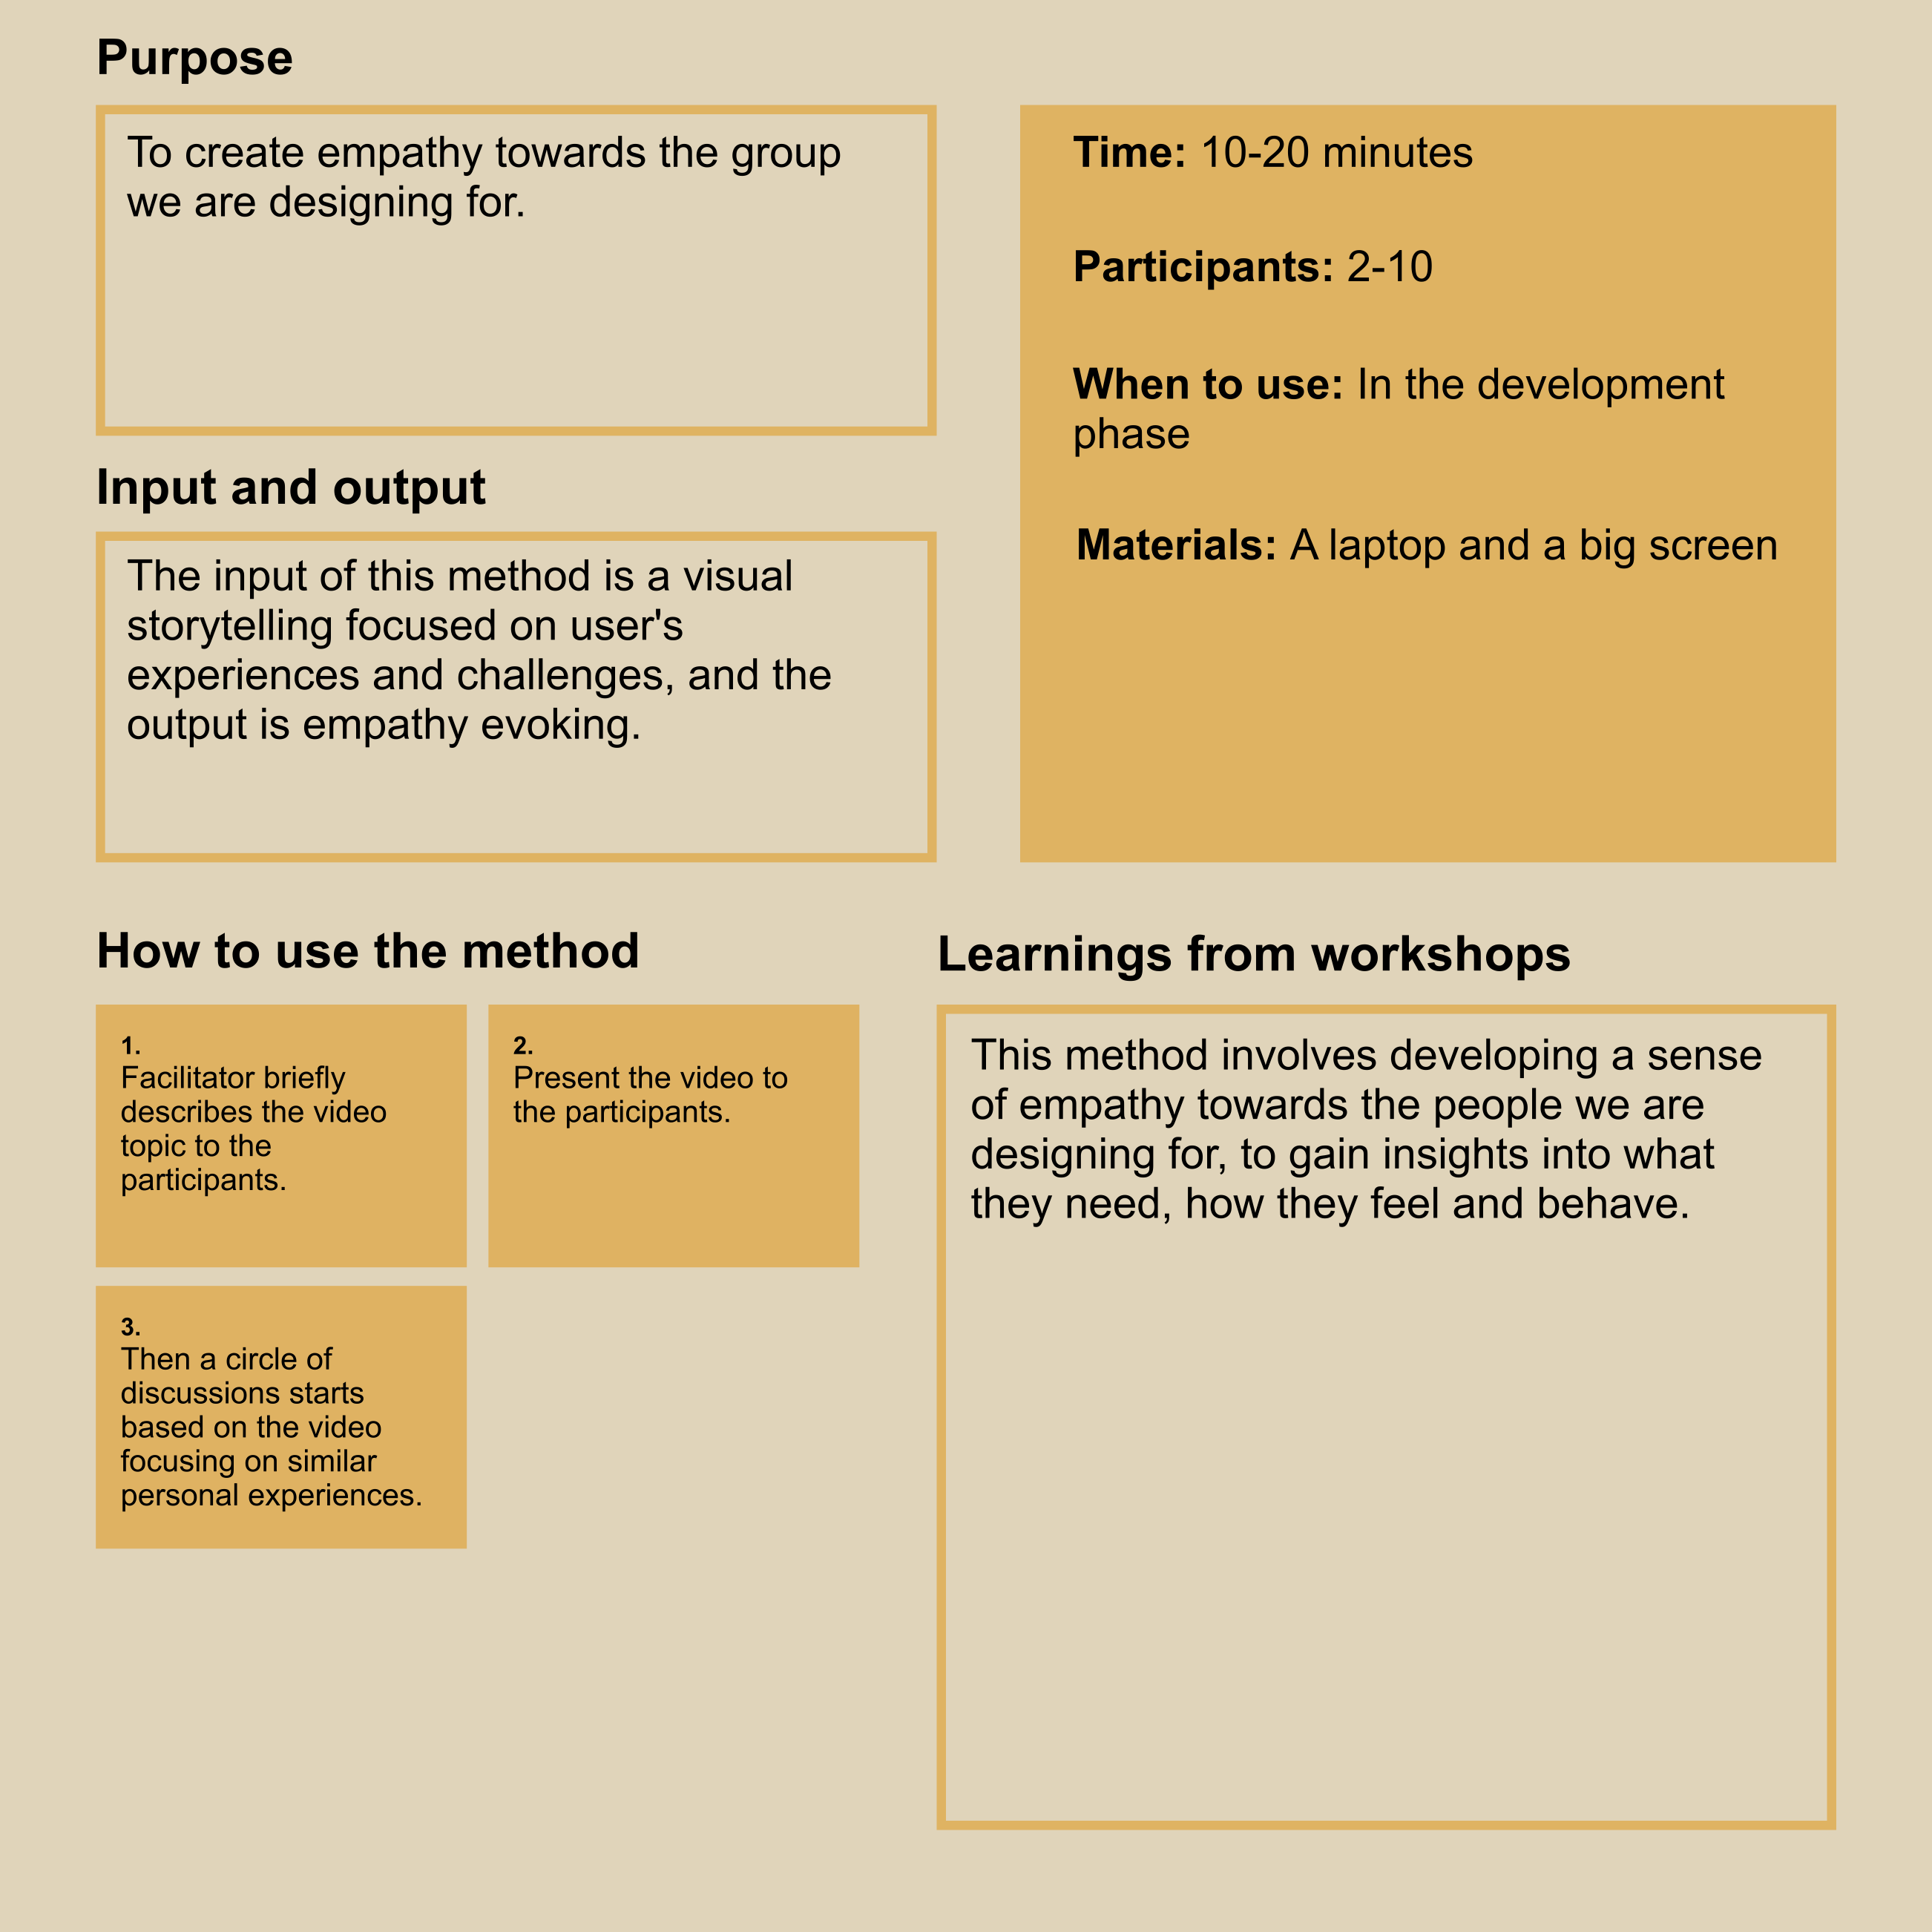 Purpose
To create empathy towards the group
we are designing for.
Time: 10-20 minutes
Participants: 2-10
When to use: In the development
phase
Materials: A laptop and a big screen
Input and output
The input of this method is a visual
storytelling focused on user's
experiences and challenges, and the
output is empathy evoking.
How to use the method
1.
Facilitator briefly
describes the video
topic to the
participants.
2.
Present the video to
the participants.
3.
Then a circle of
discussions starts
based on the video
focusing on similar
personal experiences.
Learnings from workshops
This method involves developing a sense
of empathy towards the people we are
designing for, to gain insights into what
they need, how they feel and behave.